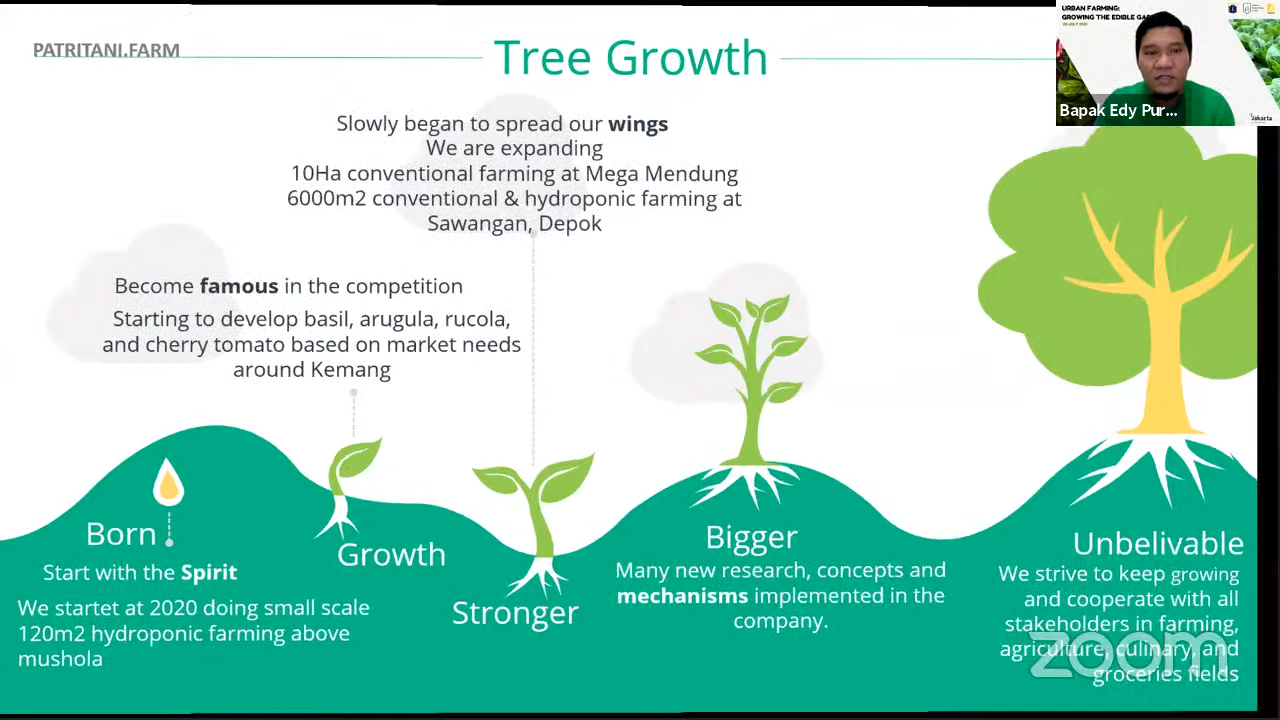 PATRITANI.FARM
Tree Growth
URBAN FARMING:
GROWING THE EDIBLE
Bapak Edy Pur...
Jakarta
Slowly began to spread our wings
We are expanding
10Ha conventional farming at Mega Mendung
6000m2 conventional & hydroponic farming at
Sawangan, Depok
Become famous in the competition
Starting to develop basil, arugula, rucola,
and cherry tomato based on market needs
around Kemang
Born
Start with the Spirit
We startet at 2020 doing small scale
120m2 hydroponic farming above
mushola
Growth
Stronger
Bigger
Many new research, concepts and
mechanisms implemented in the
company.
Unbelivable
We strive to keep growing
and cooperate with all
stakeholders in farming,
agriculture, culinary, and
groceries fields
zoom